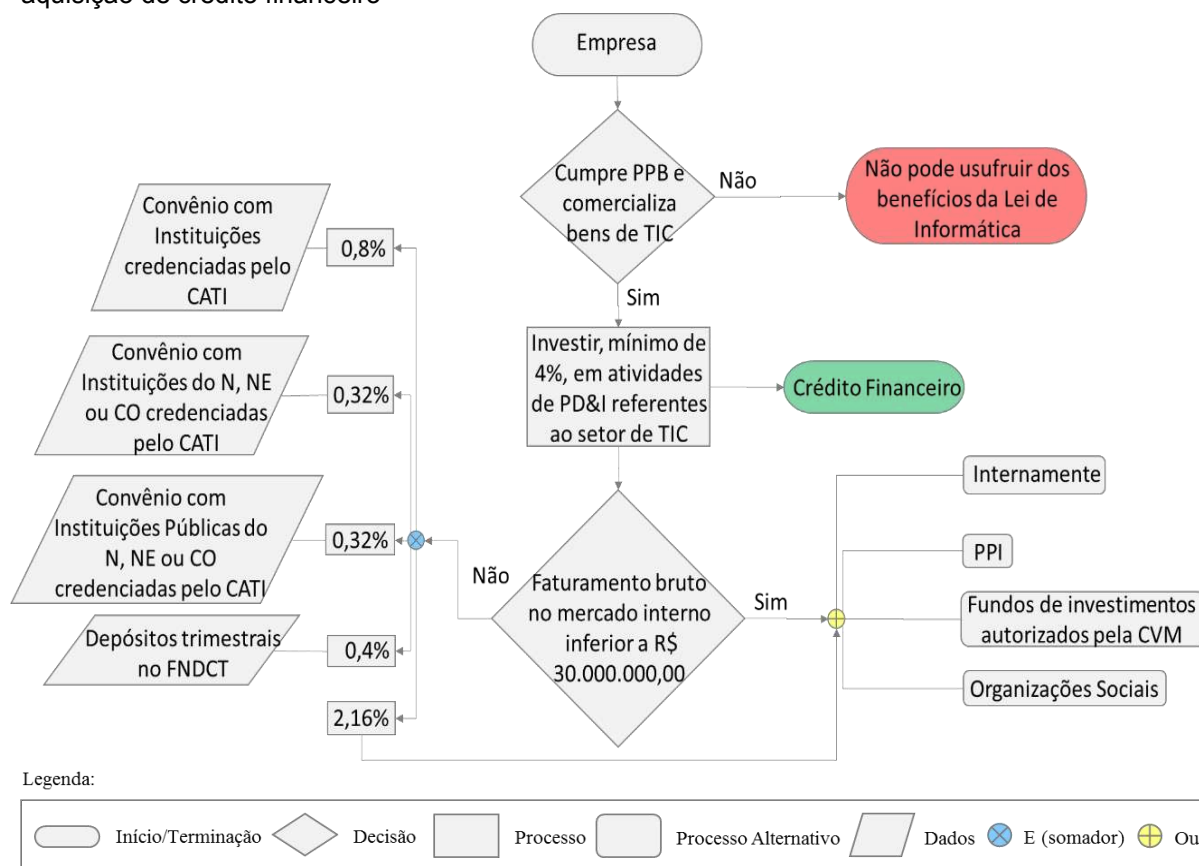 aquisição de crédito financeiro
Empresa
Cumpre PPB e
comercializa
bens de TIC
Não
Não pode usufruir dos
benefícios da Lei de
Informática
Sim
Investir, mínimo de
4%, em atividades
de PD&I referentes
ao setor de TIC
Crédito Financeiro
Convênio com
Instituições
credenciadas pelo
CATI
0,8%
Convênio com
Instituições do N, NE
ou CO credenciadas
pelo CATI
0,32%
Convênio com
Instituições Públicas do
N, NE ou CO
credenciadas pelo CATI
0,32%
Depósitos trimestrais
no FNDCT
0,4%
2,16%
Não
Faturamento bruto
no mercado interno
inferior a R$
30.000.000,00
Sim
Internamente
PPI
Fundos de investimentos
autorizados pela CVM
Organizações Sociais
Legenda:
Início/Terminação
Decisão
Processo
Processo Alternativo
Dados
E (somador)
Ou